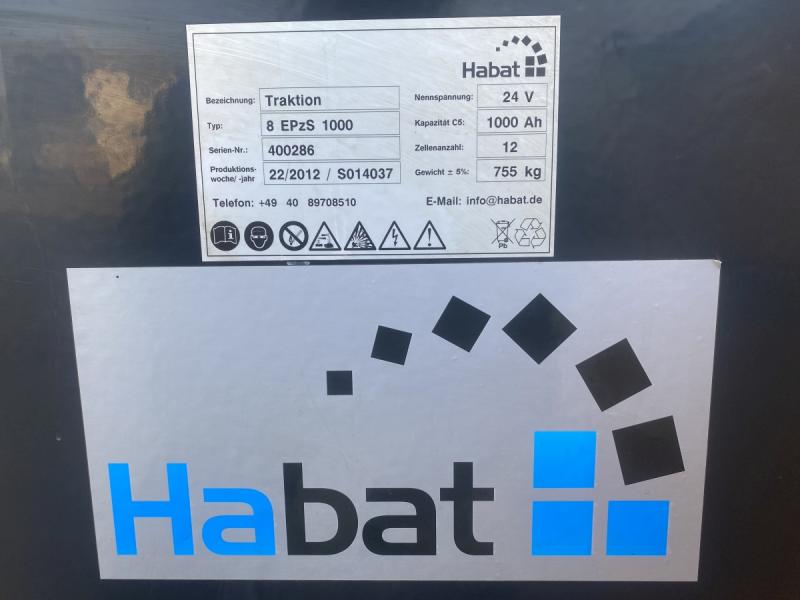 Habat
Bezeichnung: Traktion
Nennspannung: 24 V
Typ: 8 EPzS 1000
Kapazität C5: 1000 Ah
Serien-Nr.: 400286
Zellenanzahl: 12
Produktions-
woche/ -jahr 22/2012 / S014037
Gewicht ± 5%: 755 kg
Telefon: +49 40 89708510
E-Mail: info@habat.de
Pb
Habat